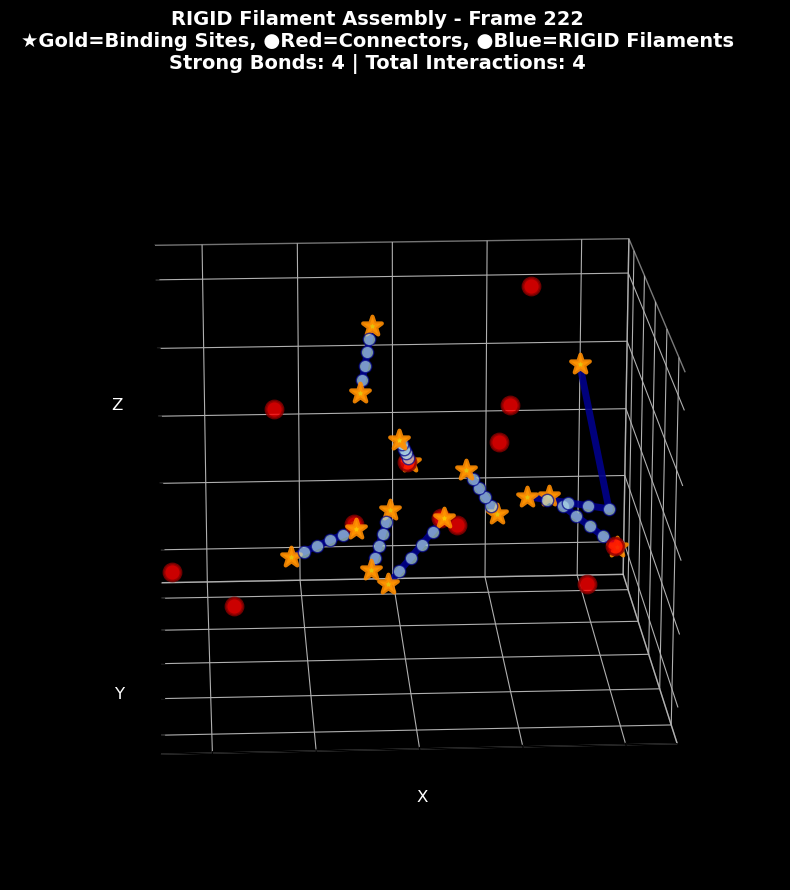 RIGID Filament Assembly - Frame 222
★Gold=Binding Sites, ●Red=Connectors, ●Blue=RIGID Filaments
Strong Bonds: 4 | Total Interactions: 4
Z
Y
X